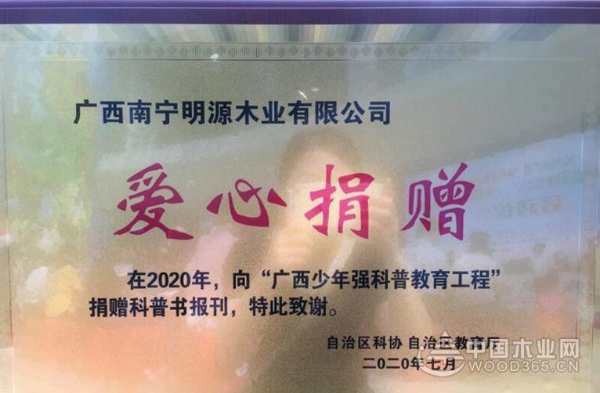 广西南宁明源木业有限公司
爱心捐赠
在2020年，向“广西少年强科普教育工程”
捐赠科普书报刊，特此致谢。
自治区科协 自治区教育厅
二〇二〇年七月
中国木业网
WOOD365.CN